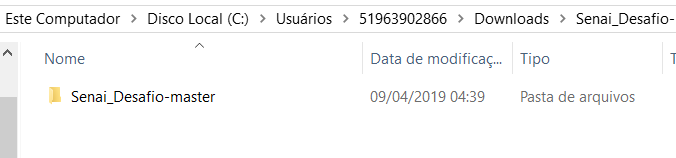 Este Computador > Disco Local (C:) > Usuários > 51963902866 > Downloads > Senai_Desafio-
Nome Data de modificaç... Tipo
Senai_Desafio-master 09/04/2019 04:39 Pasta de arquivos